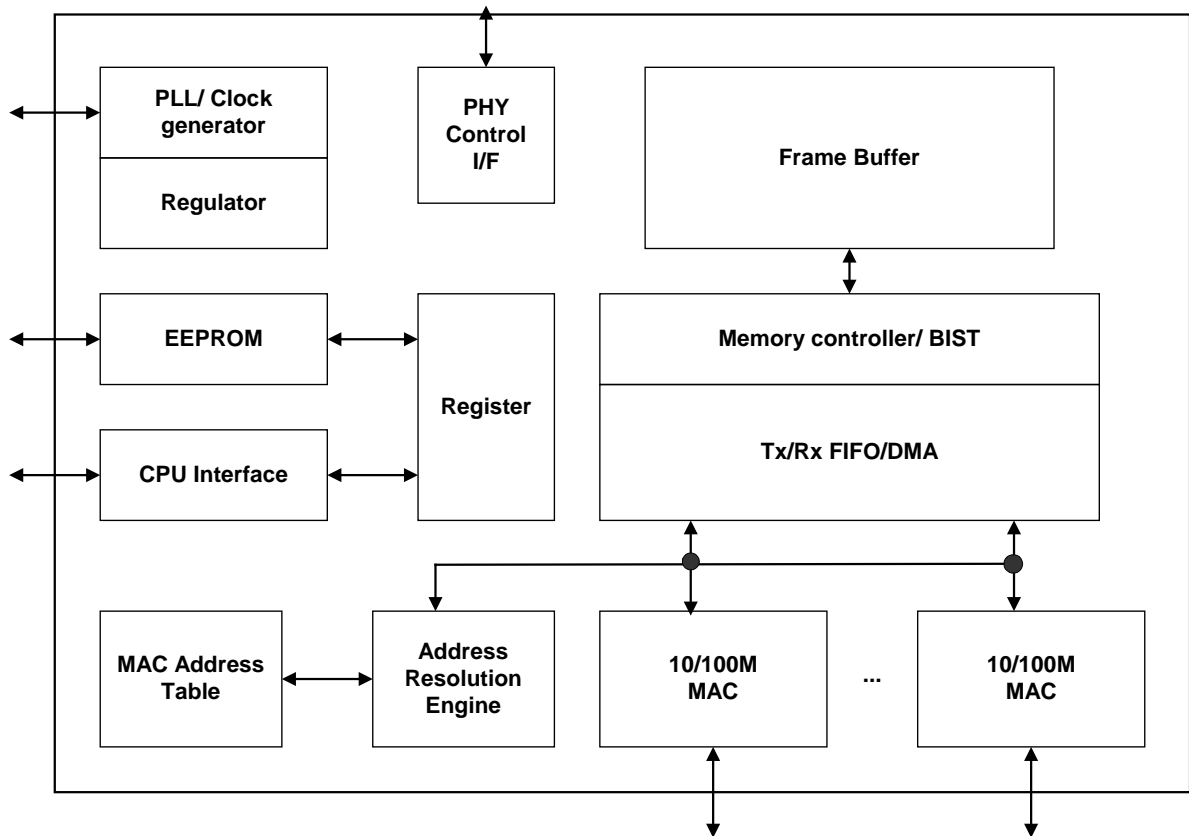 PLL/ Clock
generator
Regulator
PHY
Control
I/F
Frame Buffer
EEPROM
CPU Interface
Register
Memory controller/ BIST
Tx/Rx FIFO/DMA
MAC Address
Table
Address
Resolution
Engine
10/100M
MAC
...
10/100M
MAC